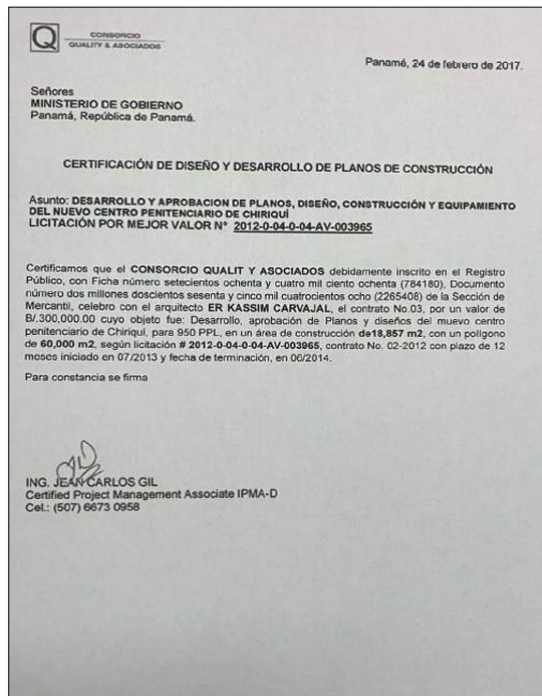 Q
CONSORCIO
QUALITY & ASOCIADOS
Panamá, 24 de febrero de 2017.
Señores
MINISTERIO DE GOBIERNO
Panamá, República de Panamá.
CERTIFICACIÓN DE DISEÑO Y DESARROLLO DE PLANOS DE CONSTRUCCIÓN
Asunto: DESARROLLO Y APROBACION DE PLANOS, DISEÑO, CONSTRUCCIÓN Y EQUIPAMIENTO
DEL NUEVO CENTRO PENITENCIARIO DE CHIRIQUÍ
LICITACIÓN POR MEJOR VALOR N° 2012-0-04-0-04-AV-003965
Certificamos que el CONSORCIO QUALIT Y ASOCIADOS debidamente inscrito en el Registro
Público, con Ficha número setecientos ochenta y cuatro mil ciento ochenta (784180), Documento
número dos millones doscientos sesenta y cinco mil cuatrocientos ocho (2265408) de la Sección de
Mercantil, celebro con el arquitecto ER KASSIM CARVAJAL, el contrato No.03, por un valor de
B/.300,000.00 cuyo objeto fue: Desarrollo, aprobación de Planos y diseños del muevo centro
penitenciario de Chiriquí, para 950 PPL, en un área de construcción de18,857 m2, con un polígono
de 60,000 m2, según licitación # 2012-0-04-0-04-AV-003965, contrato No. 02-2012 con plazo de 12
meses iniciado en 07/2013 y fecha de terminación, en 06/2014.
Para constancia se firma
ING. JEAN CARLOS GIL
Certified Project Management Associate IPMA-D
Cel.: (507) 6673 0958